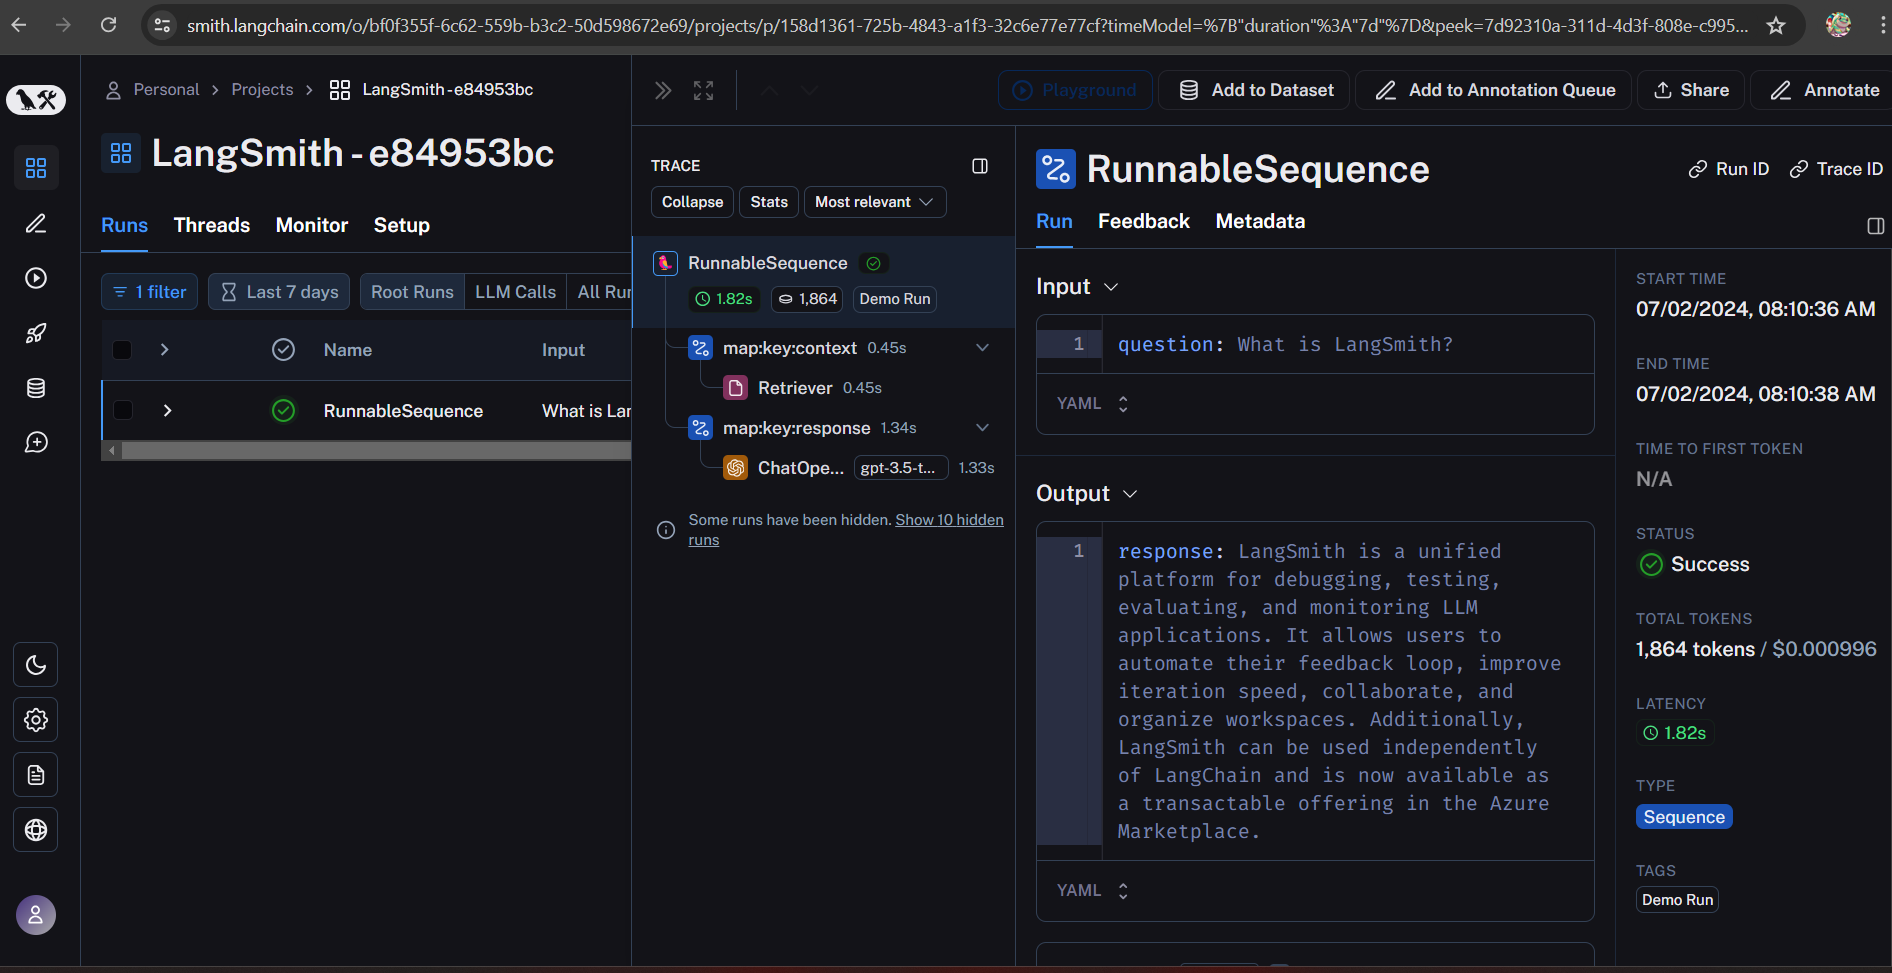 smith.langchain.com/o/bf0f355f-6c62-559b-b3c2-50d598672e69/projects/p/158d1361-725b-4843-a1f3-32c6e77e77cf?timeModel=%7B"duration"%3A"7d"%7D&peek=7d92310a-311d-4d3f-808e-c995...
Personal > Projects > LangSmith-e84953bc
LangSmith - e84953bc
Runs Threads Monitor Setup
1 filter Last 7 days Root Runs LLM Calls All Rur
Name Input
RunnableSequence What is Lar
Playground Add to Dataset Add to Annotation Queue Share Annotate
TRACE
Collapse Stats Most relevant
RunnableSequence
1.82s 1,864 Demo Run
map:key:context 0.45s
Retriever 0.45s
map:key:response 1.34s
ChatOpe... gpt-3.5-t... 1.33s
Some runs have been hidden. Show 10 hidden
runs
RunnableSequence
Run ID Trace ID
Run Feedback Metadata
Input
1 question: What is LangSmith?
YAML
Output
1 response: LangSmith is a unified
platform for debugging, testing,
evaluating, and monitoring LLM
applications. It allows users to
automate their feedback loop, improve
iteration speed, collaborate, and
organize workspaces. Additionally,
LangSmith can be used independently
of LangChain and is now available as
a transactable offering in the Azure
Marketplace.
YAML
START TIME
07/02/2024, 08:10:36 AM
END TIME
07/02/2024, 08:10:38 AM
TIME TO FIRST TOKEN
N/A
STATUS
Success
TOTAL TOKENS
1,864 tokens / $0.000996
LATENCY
1.82s
TYPE
Sequence
TAGS
Demo Run